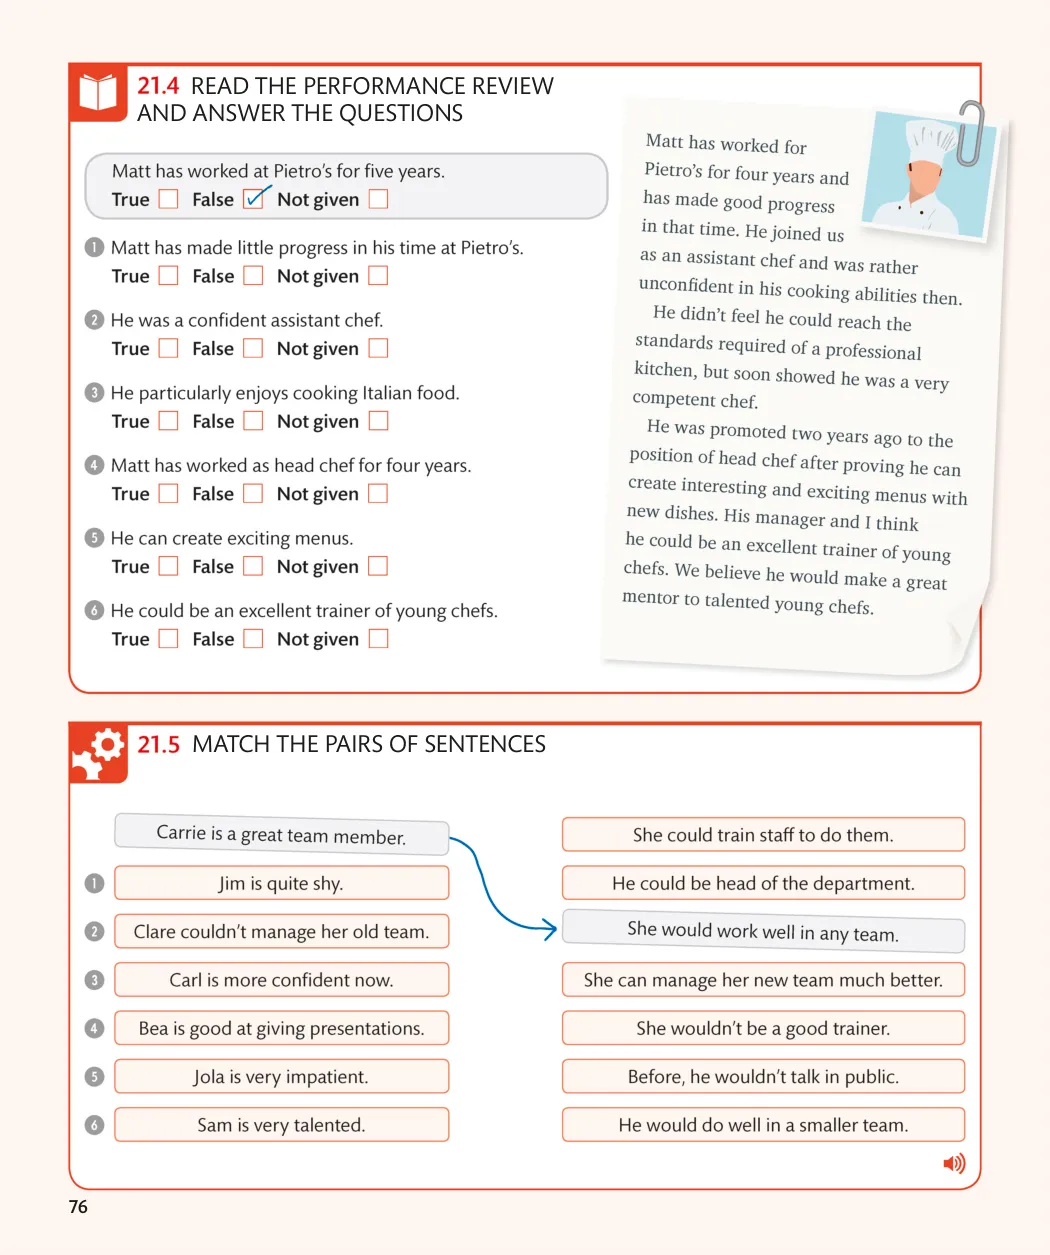 21.4 READ THE PERFORMANCE REVIEW
AND ANSWER THE QUESTIONS
Matt has worked at Pietro's for five years.
True False Not given
1 Matt has made little progress in his time at Pietro's.
True False Not given
2 He was a confident assistant chef.
True False Not given
3 He particularly enjoys cooking Italian food.
True False Not given
4 Matt has worked as head chef for four years.
True False Not given
5 He can create exciting menus.
True False Not given
6 He could be an excellent trainer of young chefs.
True False Not given
Matt has worked for
Pietro's for four years and
has made good progress
in that time. He joined us
as an assistant chef and was rather
unconfident in his cooking abilities then.
He didn't feel he could reach the
standards required of a professional
kitchen, but soon showed he was a very
competent chef.
He was promoted two years ago to the
position of head chef after proving he can
create interesting and exciting menus with
new dishes. His manager and I think
he could be an excellent trainer of young
chefs. We believe he would make a great
mentor to talented young chefs.
21.5 MATCH THE PAIRS OF SENTENCES
Carrie is a great team member.
1 Jim is quite shy.
2 Clare couldn't manage her old team.
3 Carl is more confident now.
4 Bea is good at giving presentations.
5 Jola is very impatient.
6 Sam is very talented.
She could train staff to do them.
He could be head of the department.
She would work well in any team.
She can manage her new team much better.
She wouldn't be a good trainer.
Before, he wouldn't talk in public.
He would do well in a smaller team.
76